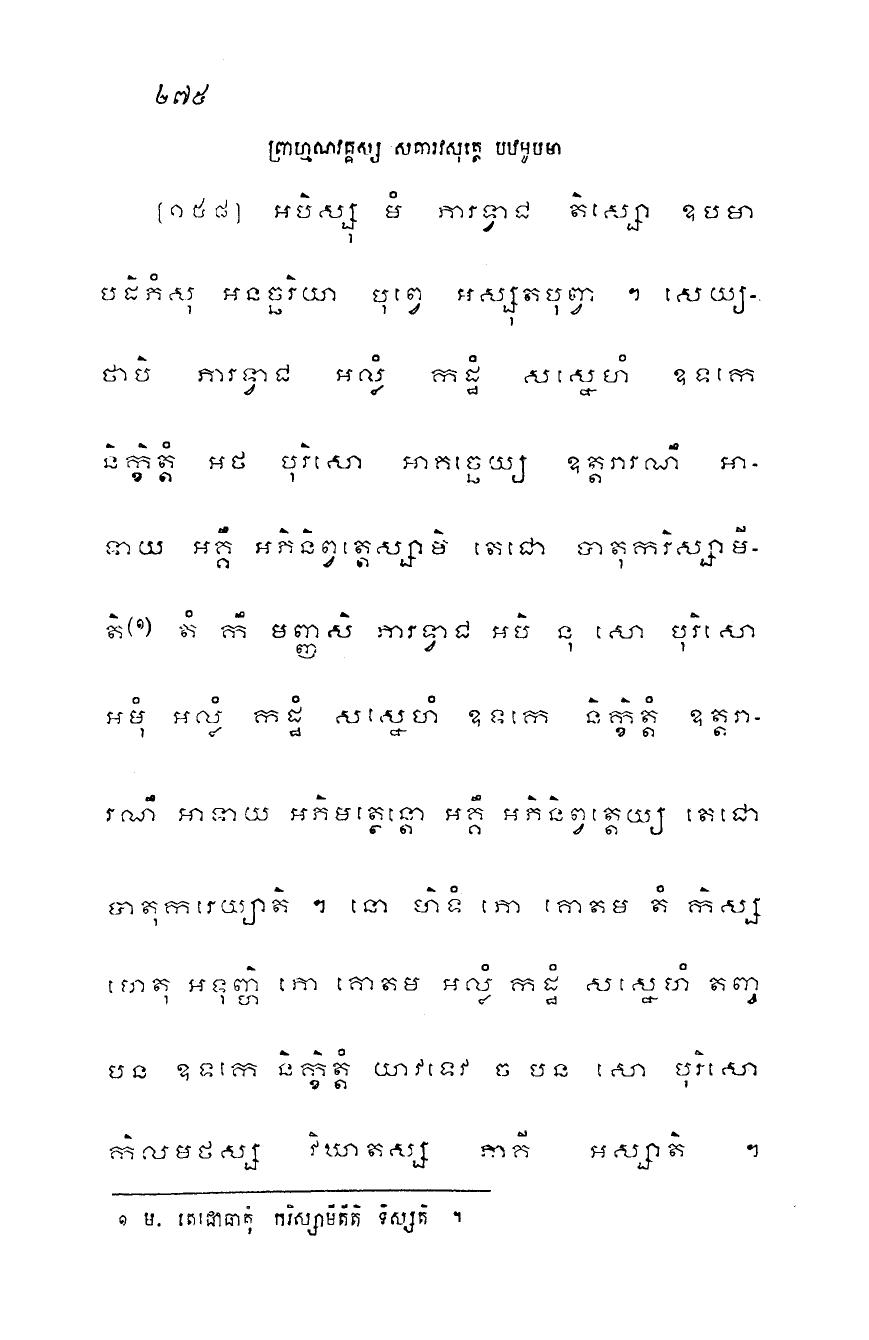 ២៧៥
ព្រាហ្មណវគ្គស្ស សគារវសុត្តេ បឋមូបមា
[១៥៨] អបិស្សុ មំ ភារទ្វាជ តិស្សោ ឧបមា
បដិភំសុ អនច្ឆរិយា បុព្វេ អស្សុតបុព្វា ។ សេយ្យ-
ថាបិ ភារទ្វាជ អល្លំ កដ្ឋំ សស្នេហំ ឧទកេ
និក្ខិត្តំ អថ បុរិសោ អាគច្ឆេយ្យ ឧត្តរារណឹ អា-
ទាយ អគ្គឹ អភិនិព្វត្តេស្សាមិ តេជោ ចាតុករិស្សាមី-
តិ(១) តំ កឹ មញ្ញសិ ភារទ្វាជ អបិ នុ សោ បុរិសោ
អមុំ អល្លំ កដ្ឋំ សស្នេហំ ឧទកេ និក្ខិត្តំ ឧត្តរា-
រណឹ អាទាយ អភិមត្ថេន្តោ អគ្គឹ អភិនិព្វត្តេយ្យ តេជោ
ចាតុករេយ្យាតិ ។ នោ ហិទំ ភោ គោតម តំ កិស្ស
ហេតុ អទុញ្ហិ ភោ គោតម អល្លំ កដ្ឋំ សស្នេហំ តញ្ច
បន ឧទកេ និក្ខិត្តំ យាវទេវ ច បន សោ បុរិសោ
កិលមថស្ស វិឃាតស្ស ភាគី អស្សាតិ ។
១ ម. តេជោធាតុំ ករិស្សាមីតីតិ ទិស្សតិ ។